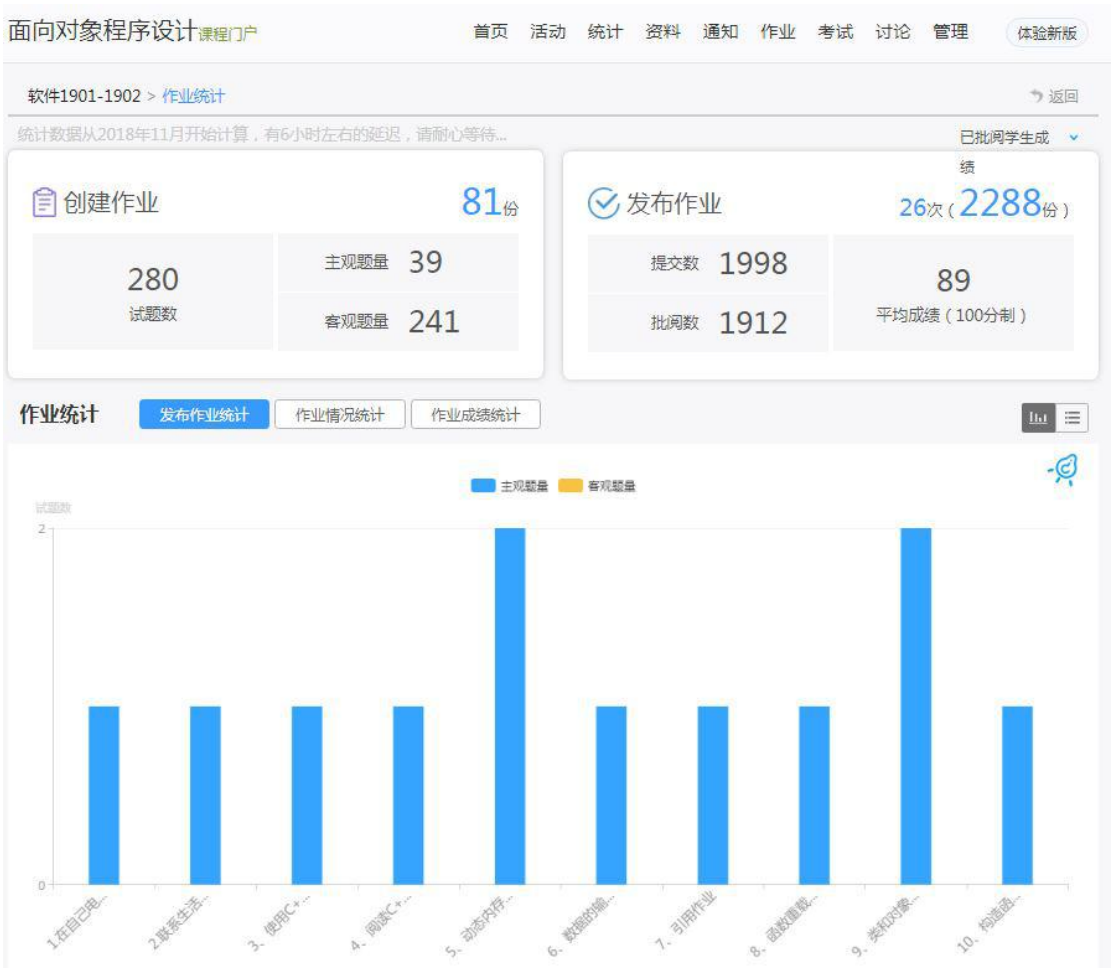 面向对象程序设计课程门户 首页 活动 统计 资料 通知 作业 考试 讨论 管理 体验新版
软件1901-1902 > 作业统计 返回
统计数据从2018年11月开始计算，有6小时左右的延迟，请耐心等待...
已批阅学生成
绩
创建作业 81份
280
试题数
主观题量 39
客观题量 241
发布作业 26次（2288份）
提交数 1998
批阅数 1912
89
平均成绩（100分制）
作业统计 发布作业统计 作业情况统计 作业成绩统计
主观题量 客观题量
试题数
2
0
1.在自己电...
2.联系生活...
3、使用C+...
4、阅读C+...
5、动态内存...
6、数据的输...
7、引用作业
8、函数重载...
9、类和对象...
10、构造函...